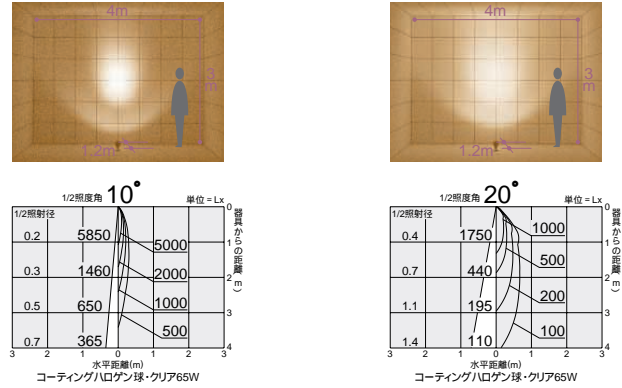 4m
3m
1.2m
1/2照度角 10° 単位=Lx
1/2照射径
0
0.2 5850 5000 1
0.3 1460 2000 2
0.5 650 1000 3
0.7 365 500 4
3 2 1 0 1 2 3
器具からの距離(m)
水平距離(m)
コーティングハロゲン球・クリア65W
4m
3m
1.2m
1/2照度角 20° 単位=Lx
1/2照射径
0
0.4 1750 1000 1
0.7 440 500 2
1.1 195 200 3
1.4 110 100 4
3 2 1 0 1 2 3
器具からの距離(m)
水平距離(m)
コーティングハロゲン球・クリア65W